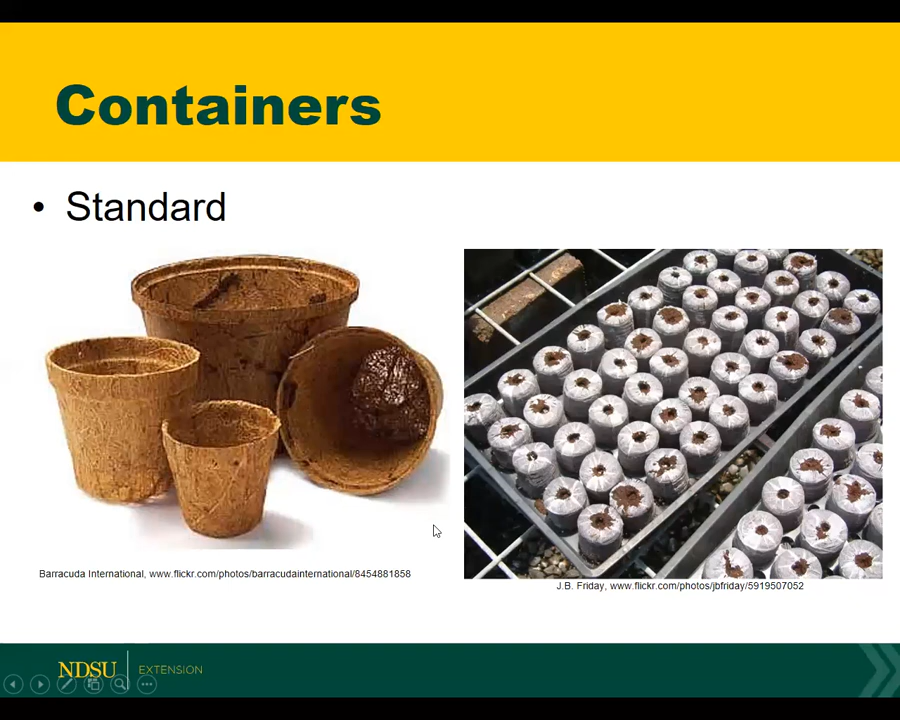 Containers
• Standard
Barracuda International, www.flickr.com/photos/barracudainternational/8454881858
J.B. Friday, www.flickr.com/photos/jbfriday/5919507052
NDSU EXTENSION